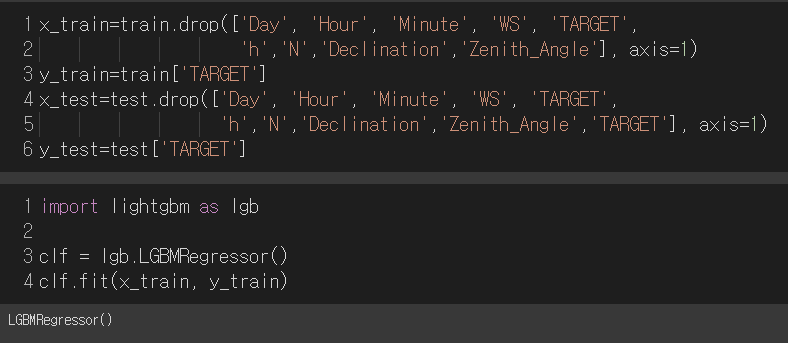 1 x_train=train.drop(['Day', 'Hour', 'Minute', 'WS', 'TARGET',
2 'h','N','Declination','Zenith_Angle'], axis=1)
3 y_train=train['TARGET']
4 x_test=test.drop(['Day', 'Hour', 'Minute', 'WS', 'TARGET',
5 'h','N','Declination','Zenith_Angle','TARGET'], axis=1)
6 y_test=test['TARGET']
1 import lightgbm as lgb
2
3 clf = lgb.LGBMRegressor()
4 clf.fit(x_train, y_train)
LGBMRegressor()